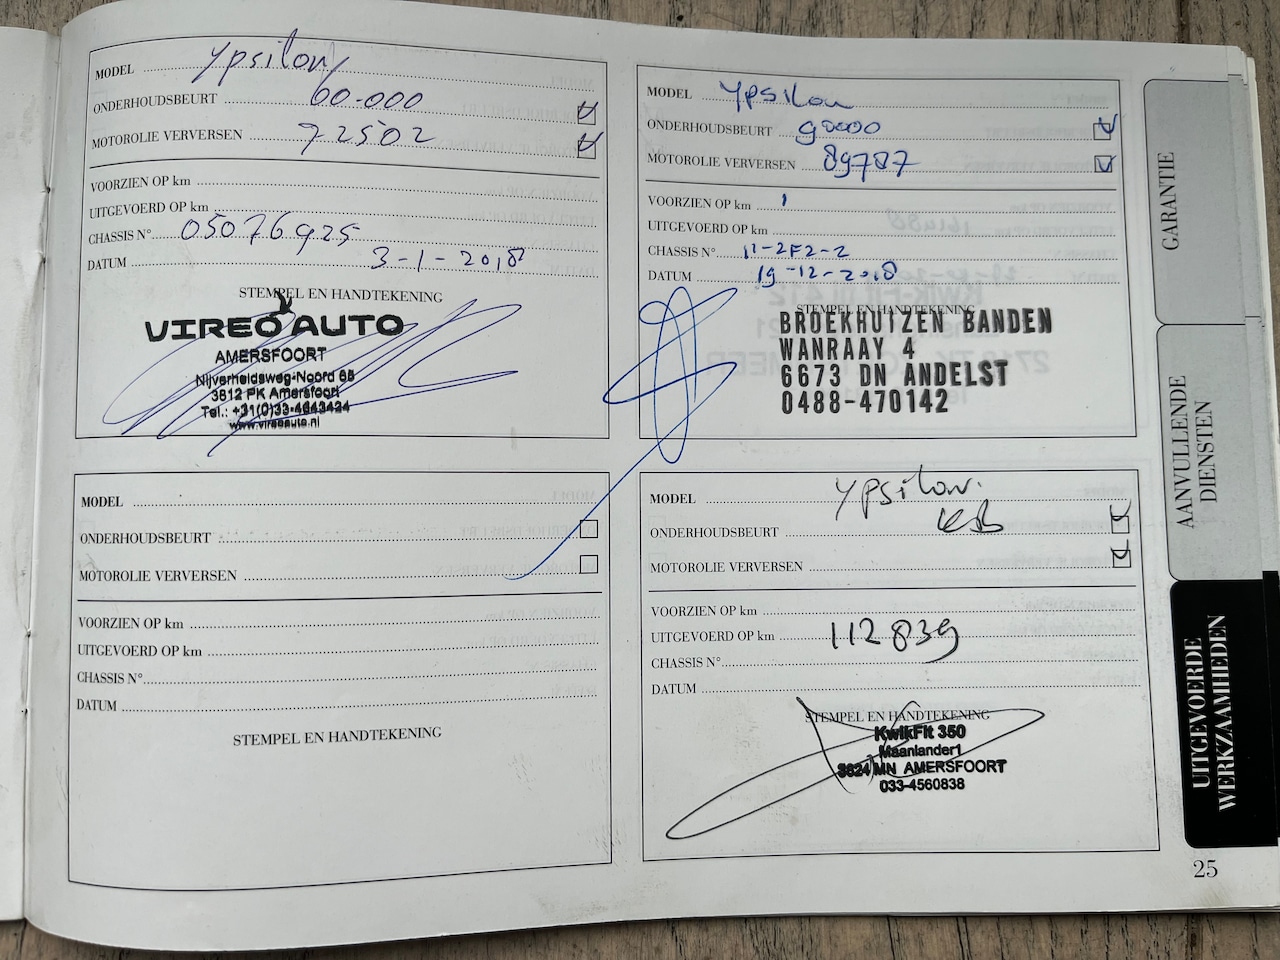 MODEL Ypsilon
ONDERHOUDSBEURT 60.000
MOTOROLIE VERVERSEN 72502
VOORZIEN OP km
UITGEVOERD OP km
CHASSIS N° 05076925
DATUM 3-1-2018
STEMPEL EN HANDTEKENING
VIREO AUTO
AMERSFOORT
Nijverheidsweg-Noord 65
3812 PK Amersfoort
Tel.: +31(0)33-4643424
www.vireoauto.nl
MODEL Ypsilon
ONDERHOUDSBEURT 90000
MOTOROLIE VERVERSEN 89787
VOORZIEN OP km
UITGEVOERD OP km
CHASSIS N°
DATUM 19-12-2018
STEMPEL EN HANDTEKENING
BROEKHUIZEN BANDEN
WANRAAY 4
6673 DN ANDELST
0488-470142
MODEL
ONDERHOUDSBEURT
MOTOROLIE VERVERSEN
VOORZIEN OP km
UITGEVOERD OP km
CHASSIS N°
DATUM
STEMPEL EN HANDTEKENING
MODEL Ypsilon.
ONDERHOUDSBEURT
MOTOROLIE VERVERSEN
VOORZIEN OP km
UITGEVOERD OP km 112839
CHASSIS N°
DATUM
STEMPEL EN HANDTEKENING
KwikFit 350
Maanlander1
3824 MN AMERSFOORT
033-4560838
GARANTIE
AANVULLENDE
DIENSTEN
UITGEVOERDE
WERKZAAMHEDEN
25